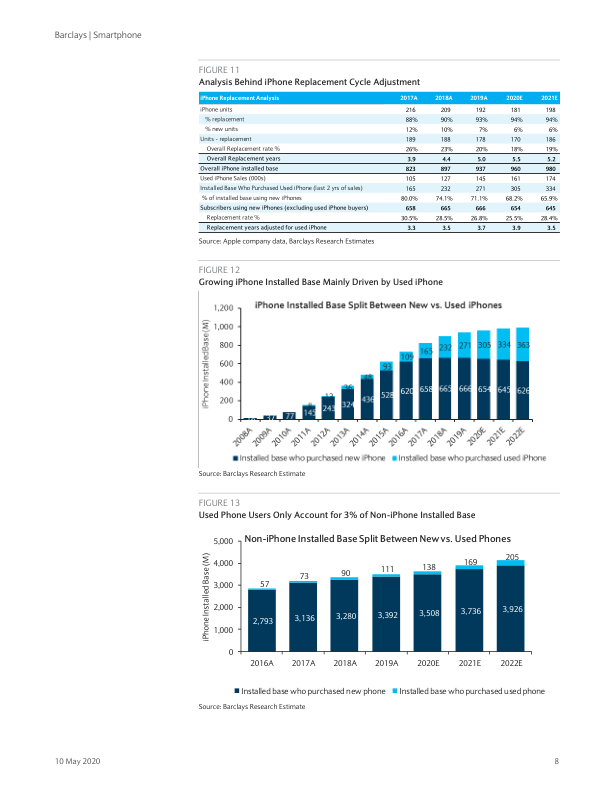 Barclays | Smartphone
FIGURE 11
Analysis Behind iPhone Replacement Cycle Adjustment
iPhone Replacement Analysis 2017A 2018A 2019A 2020E 2021E
iPhone units 216 209 192 181 198
% replacement 88% 90% 93% 94% 94%
% new units 12% 10% 7% 6% 6%
Units - replacement 189 188 178 170 186
Overall Replacement rate % 26% 23% 20% 18% 19%
Overall Replacement years 3.9 4.4 5.0 5.5 5.2
Overall iPhone installed base 823 897 937 960 980
Used iPhone Sales (000s) 105 127 145 161 174
Installed Base Who Purchased Used iPhone (last 2 yrs of sales) 165 232 271 305 334
% of installed base using new iPhones 80.0% 74.1% 71.1% 68.2% 65.9%
Subscribers using new iPhones (excluding used iPhone buyers) 658 665 666 654 645
Replacement rate % 30.5% 28.5% 26.8% 25.5% 28.4%
Replacement years adjusted for used iPhone 3.3 3.5 3.7 3.9 3.5
Source: Apple company data, Barclays Research Estimates
FIGURE 12
Growing iPhone Installed Base Mainly Driven by Used iPhone
iPhone Installed Base Split Between New vs. Used iPhones
iPhone Installed Base (M)
1,200
1,000
800
600
400
200
0
93 109 165 232 271 305 334 363
77 145 243 324 436 528 620 658 665 666 654 645 626
2008A 2009A 2010A 2011A 2012A 2013A 2014A 2015A 2016A 2017A 2018A 2019A 2020E 2021E 2022E
Installed base who purchased new iPhone Installed base who purchased used iPhone
Source: Barclays Research Estimate
FIGURE 13
Used Phone Users Only Account for 3% of Non-iPhone Installed Base
Non-iPhone Installed Base Split Between New vs. Used Phones
iPhone Installed Base (M)
5,000
4,000
3,000
2,000
1,000
0
57 73 90 111 138 169 205
2,793 3,136 3,280 3,392 3,508 3,736 3,926
2016A 2017A 2018A 2019A 2020E 2021E 2022E
Installed base who purchased new phone Installed base who purchased used phone
Source: Barclays Research Estimate
10 May 2020 8